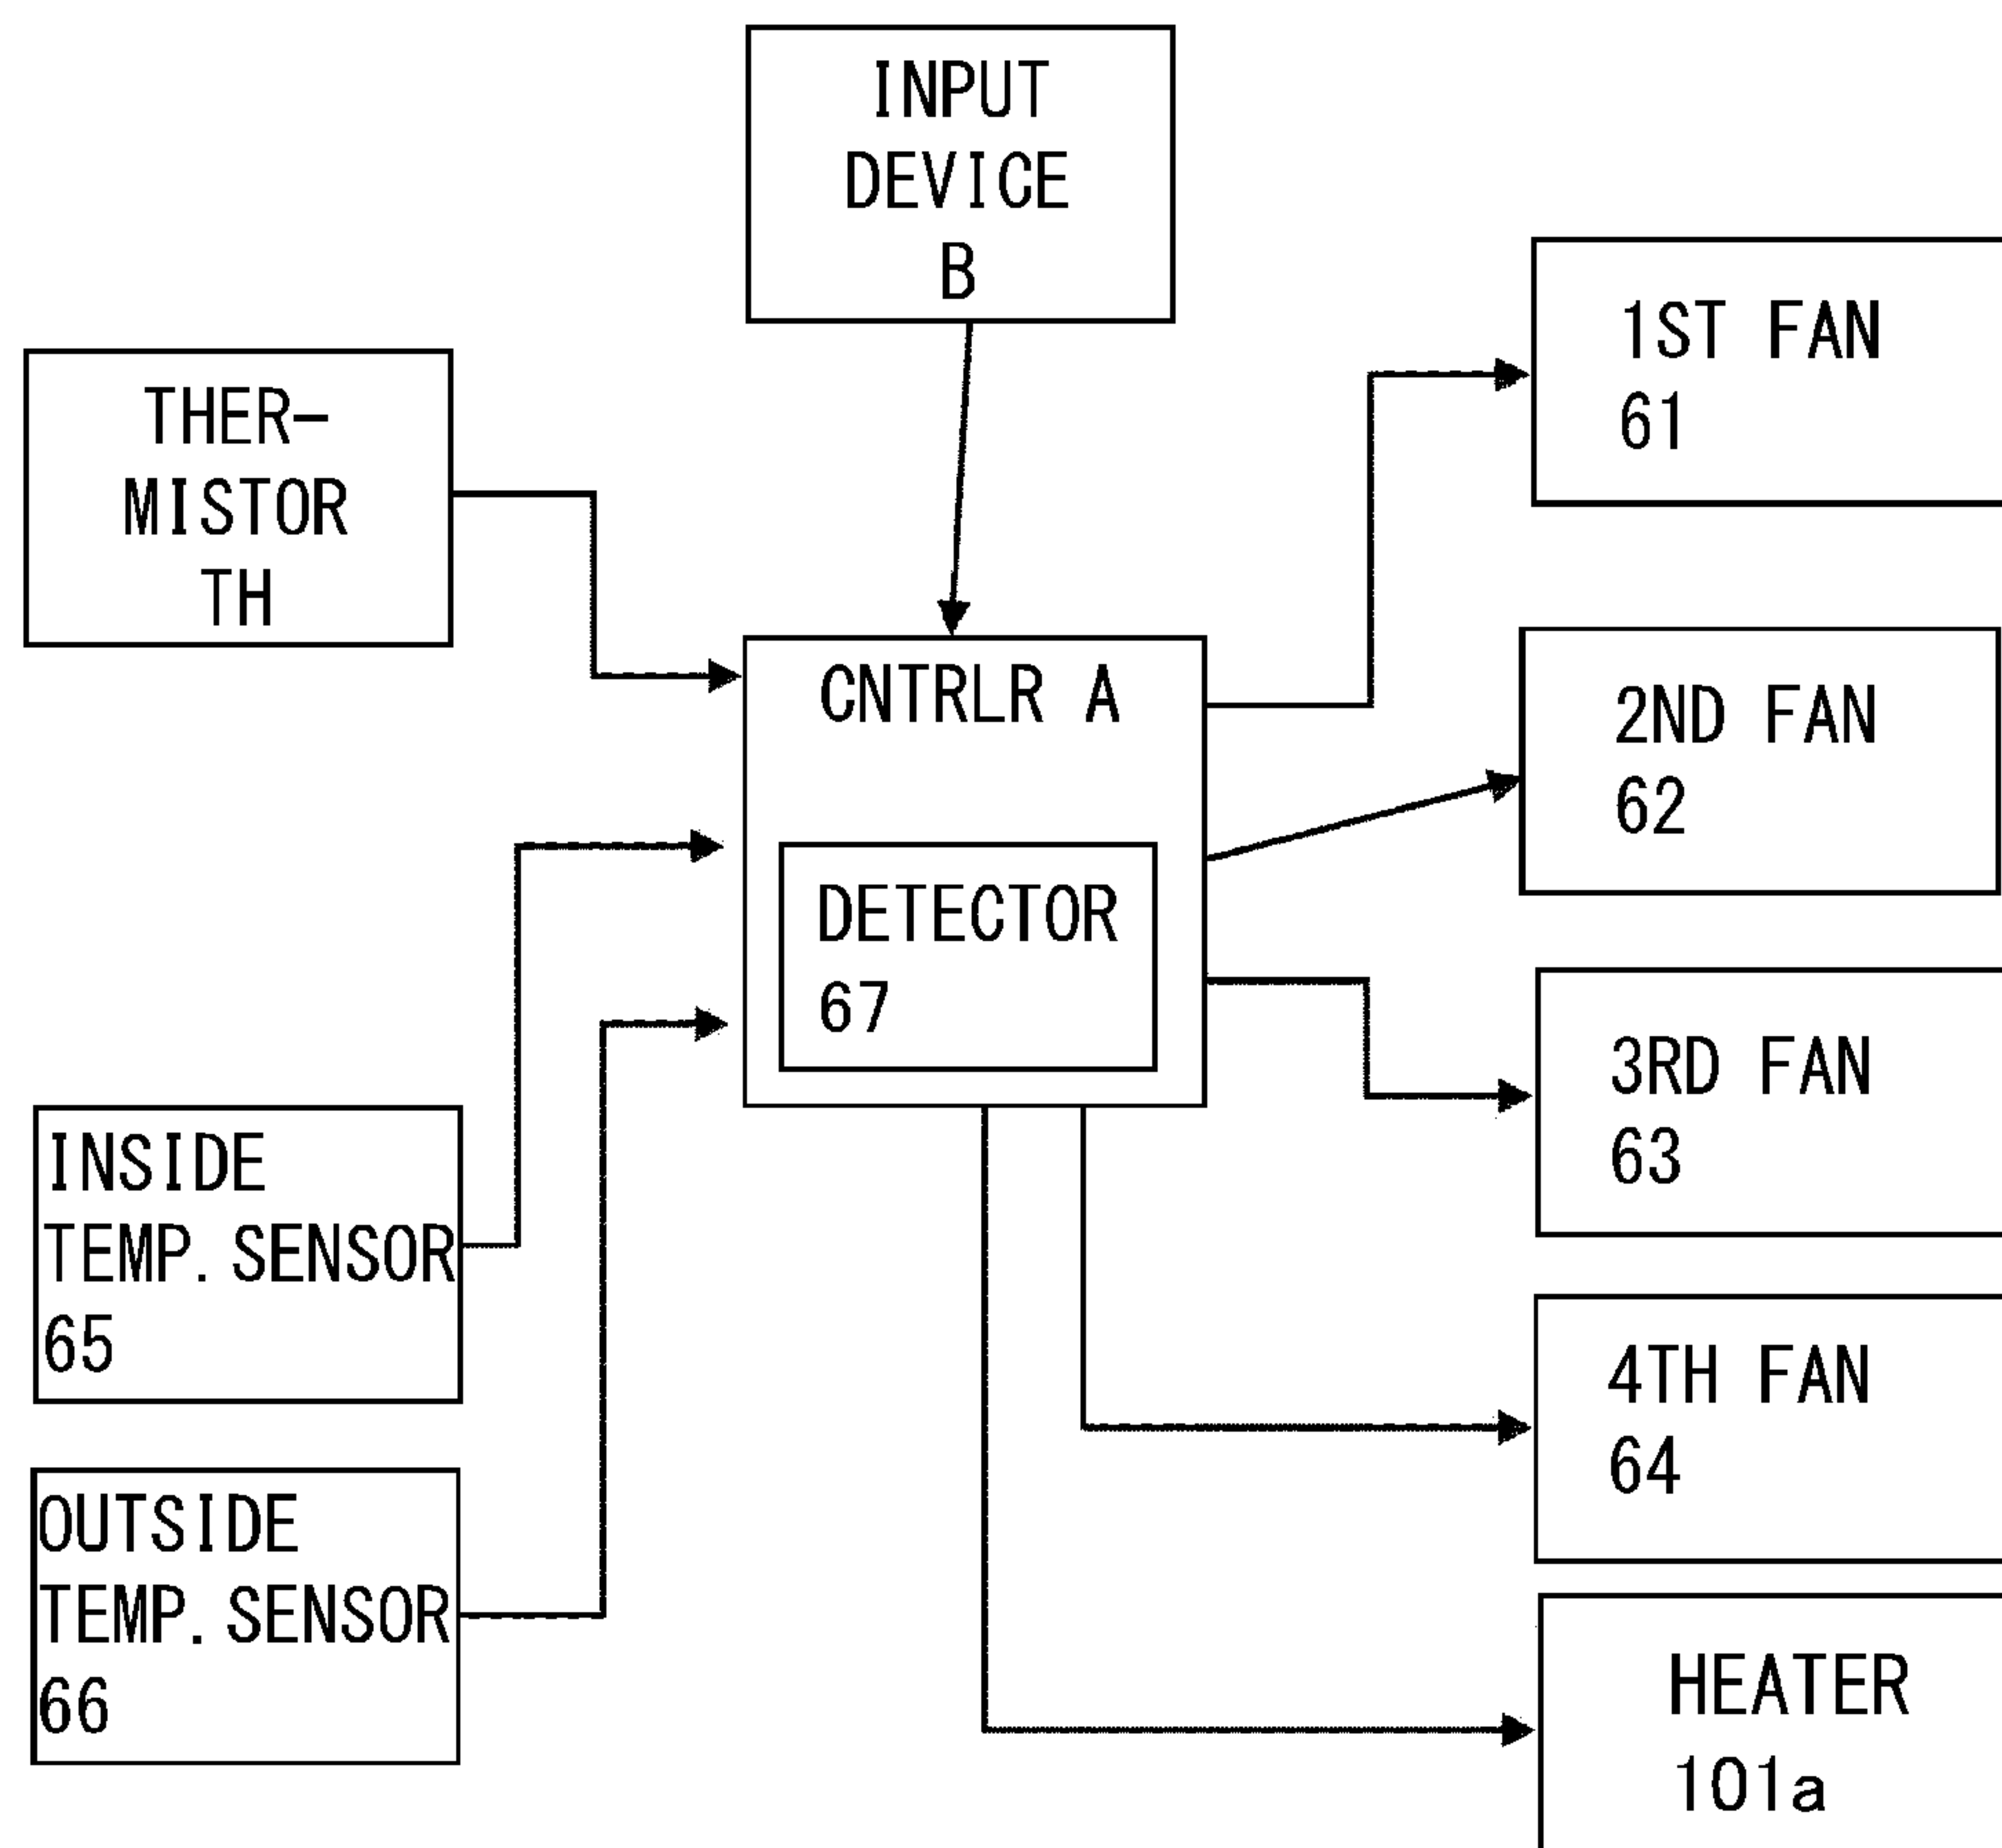 INPUT
DEVICE
B
THER-
MISTOR
TH
CNTRLR A
DETECTOR
67
INSIDE
TEMP. SENSOR
65
OUTSIDE
TEMP. SENSOR
66
1ST FAN
61
2ND FAN
62
3RD FAN
63
4TH FAN
64
HEATER
101a